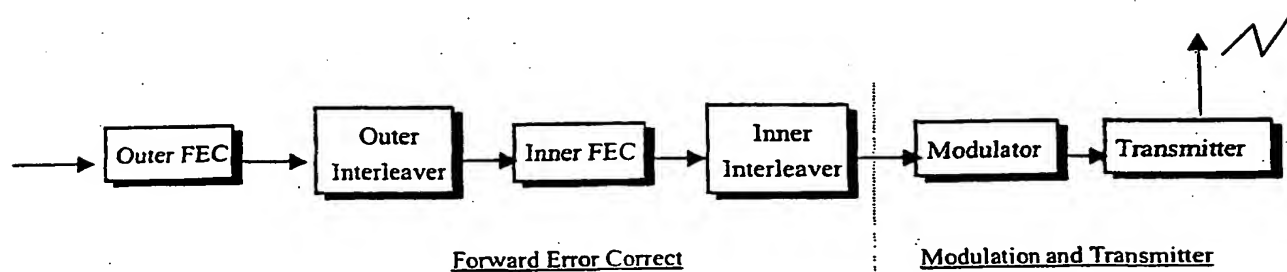 Outer FEC
Outer
Interleaver
Inner FEC
Inner
Interleaver
Modulator
Transmitter
Forward Error Correct
Modulation and Transmitter